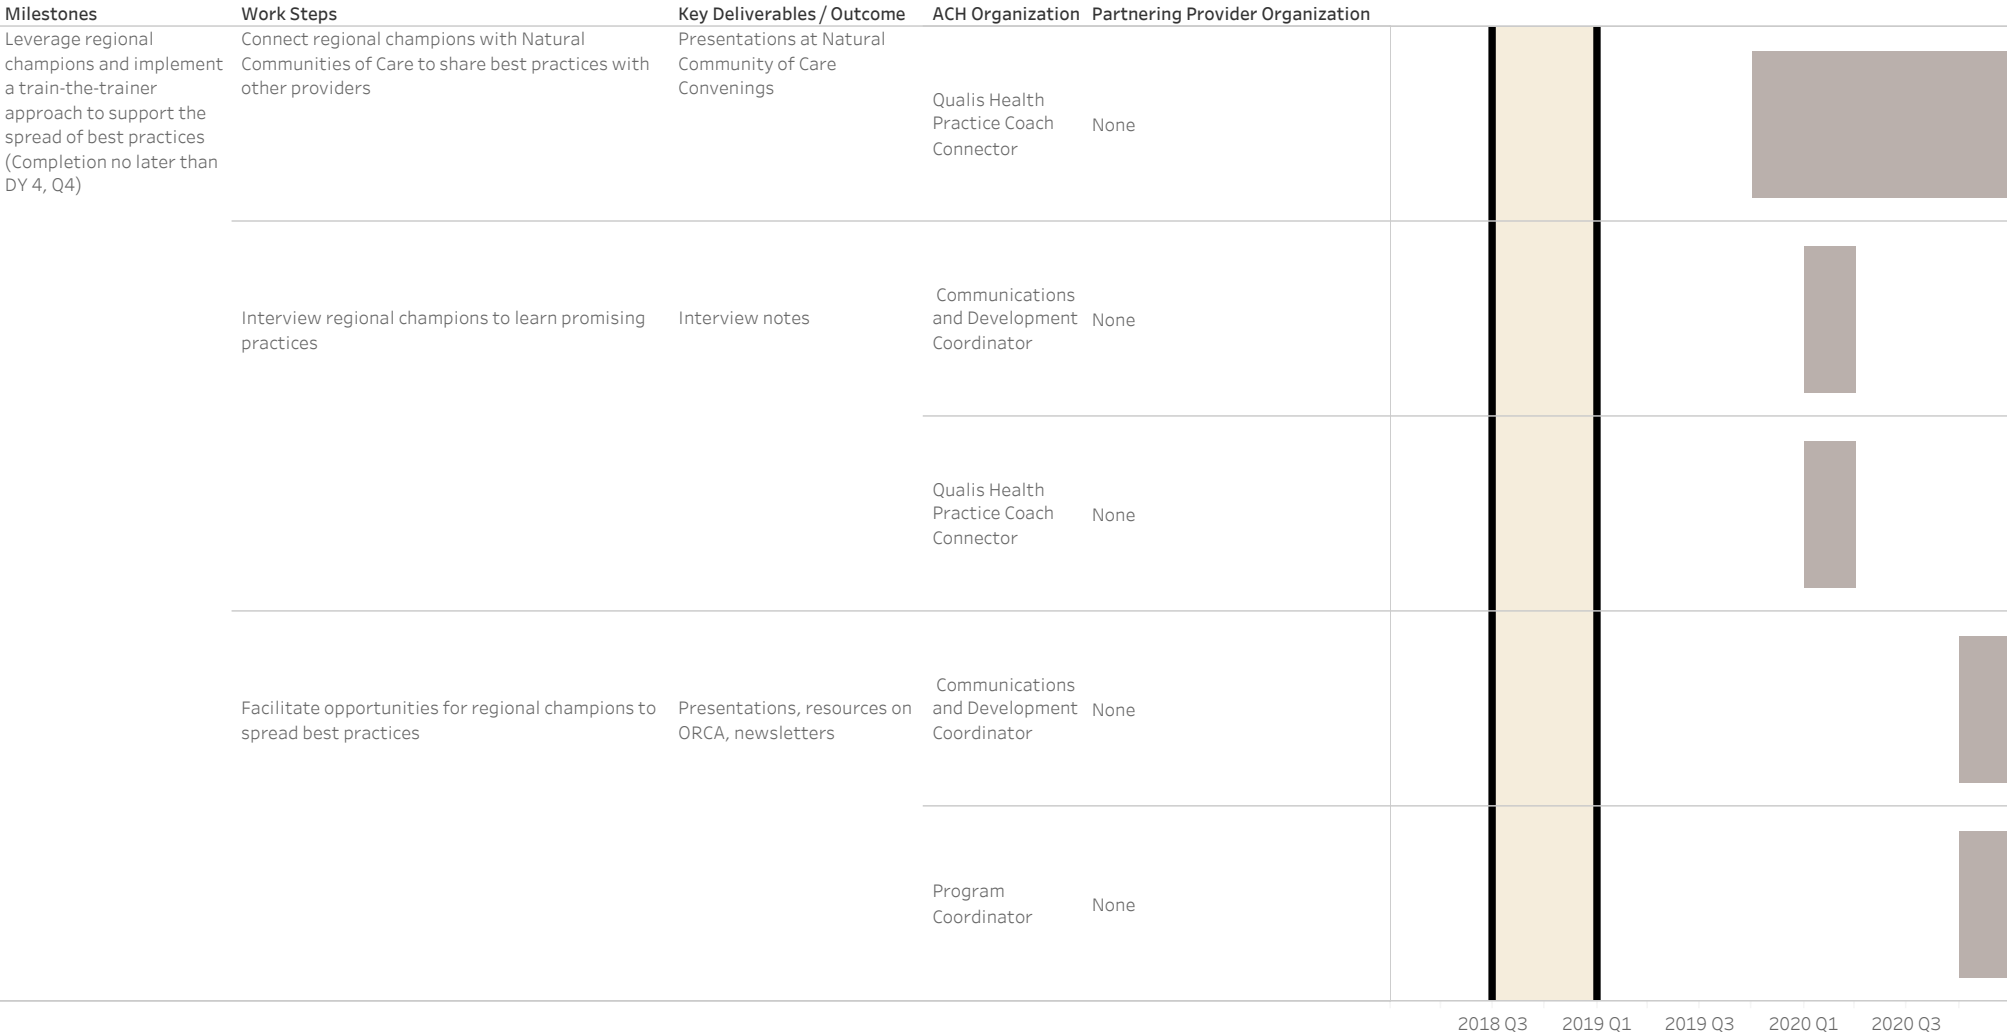 Milestones
Work Steps
Key Deliverables / Outcome
ACH Organization
Partnering Provider Organization
Leverage regional
champions and implement
a train-the-trainer
approach to support the
spread of best practices
(Completion no later than
DY 4, Q4)
Connect regional champions with Natural
Communities of Care to share best practices with
other providers
Presentations at Natural
Community of Care
Convenings
Qualis Health
Practice Coach
Connector
None
Interview regional champions to learn promising
practices
Interview notes
Communications
and Development
Coordinator
None
Qualis Health
Practice Coach
Connector
None
Facilitate opportunities for regional champions to
spread best practices
Presentations, resources on
ORCA, newsletters
Communications
and Development
Coordinator
None
Program
Coordinator
None
2018 Q3
2019 Q1
2019 Q3
2020 Q1
2020 Q3